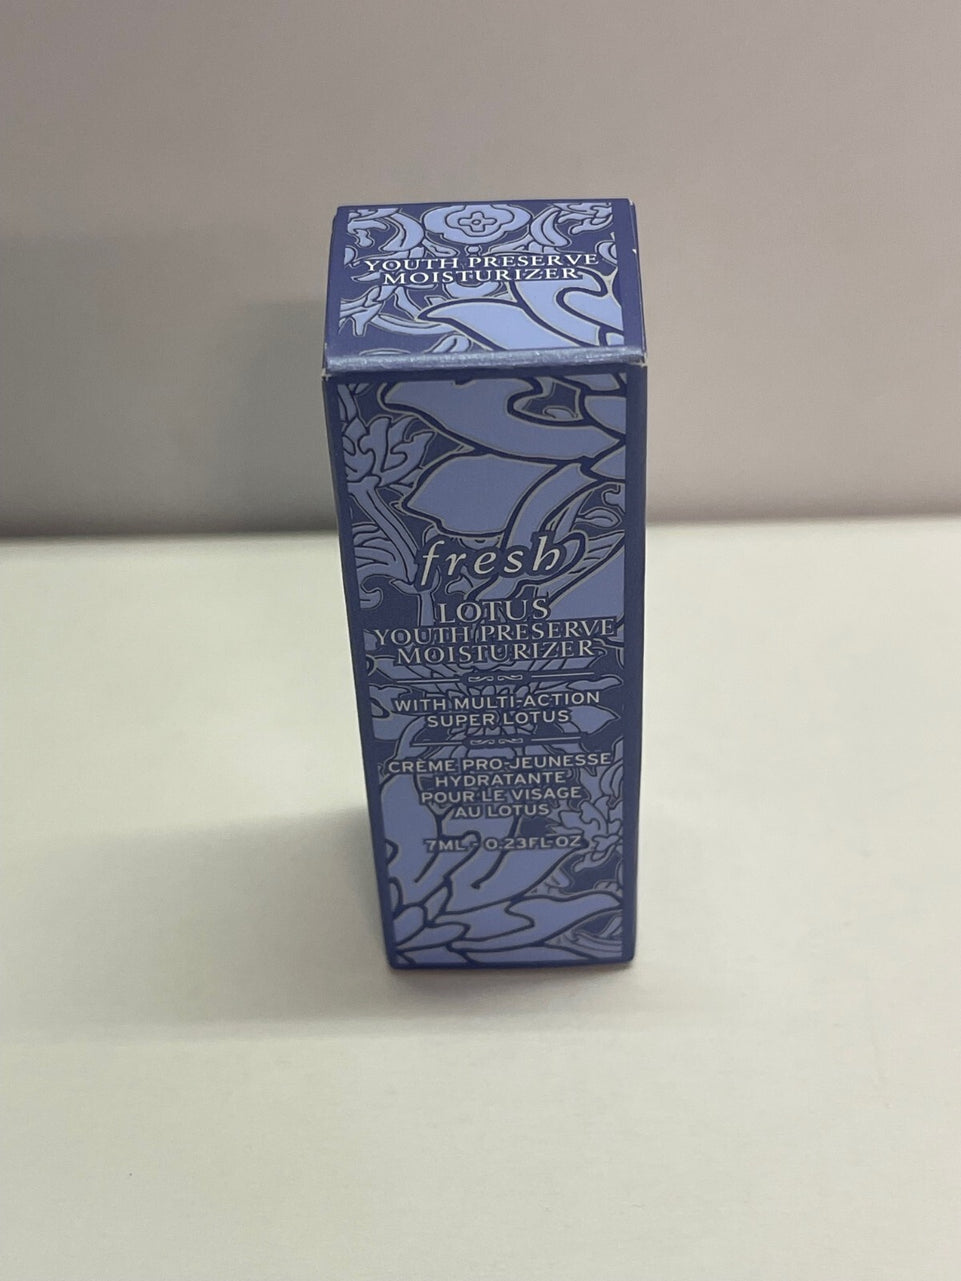 YOUTH PRESERVE
MOISTURIZER
fresh
LOTUS
YOUTH PRESERVE
MOISTURIZER
WITH MULTI-ACTION
SUPER LOTUS
CRÈME PRO-JEUNESSE
HYDRATANTE
POUR LE VISAGE
AU LOTUS
7ML - 0.23FL·OZ